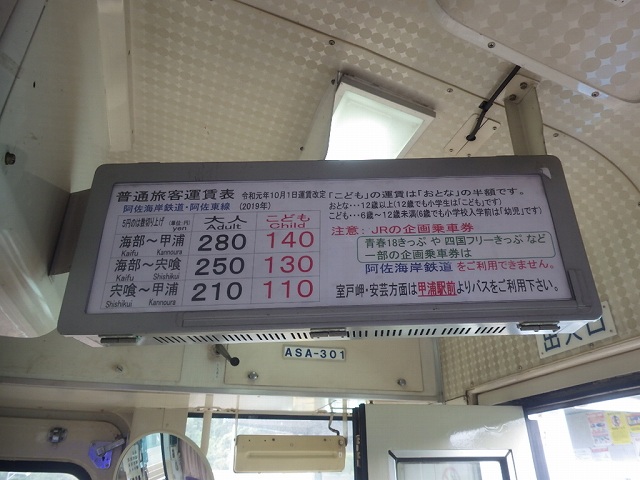 普通旅客運賃表 令和元年10月1日運賃改定
阿佐海岸鉄道・阿佐東線 (2019年)
(単位:円) yen
大人 Adult
こども Child
海部～甲浦 280 140
Kaifu Kannoura
海部～宍喰 250 130
Kaifu Shishikui
宍喰～甲浦 210 110
Shishikui Kannoura
「こども」の運賃は「おとな」の半額です。
おとな･･･12歳以上(12歳でも小学生は「こども」です)
こども･･･6歳～12歳未満(6歳でも小学校入学前は「幼児」です)
注意: JRの企画乗車券
青春18きっぷ や 四国フリーきっぷ など
一部の企画乗車券は
阿佐海岸鉄道 をご利用できません。
室戸岬・安芸方面は甲浦駅前よりバスをご利用下さい。
ASA-301
出入口